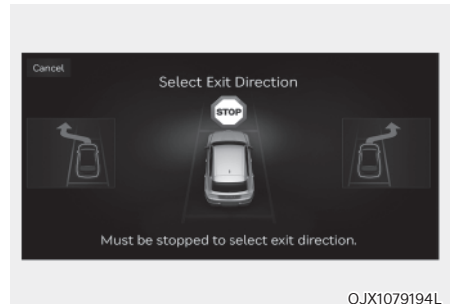 Cancel
Select Exit Direction
STOP
Must be stopped to select exit direction.
OJX1079194L